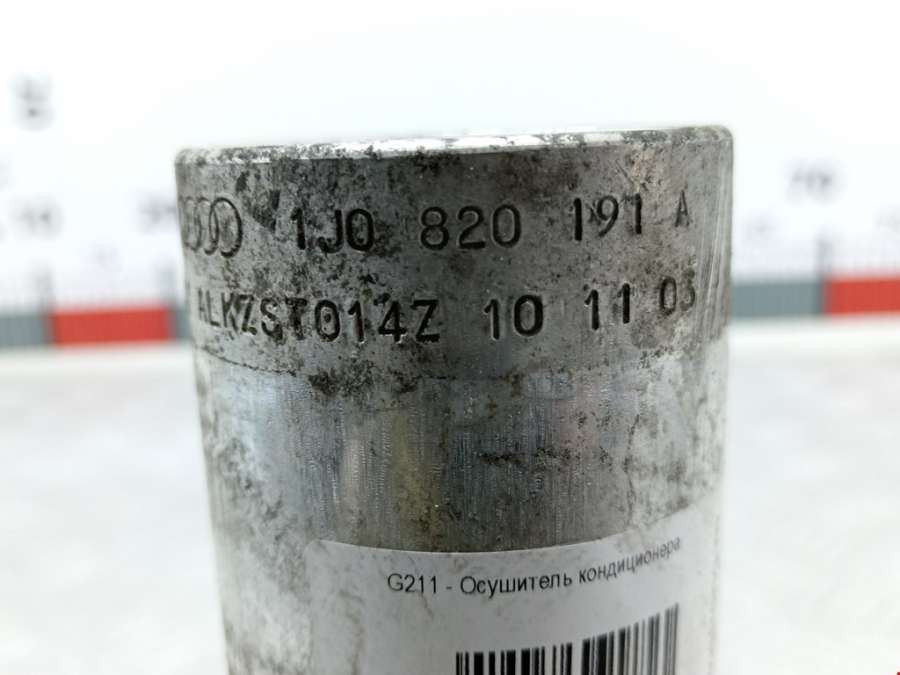 1J0 820 191 A
ALKZST014Z 10 11 03
G211 - Осушитель кондиционера